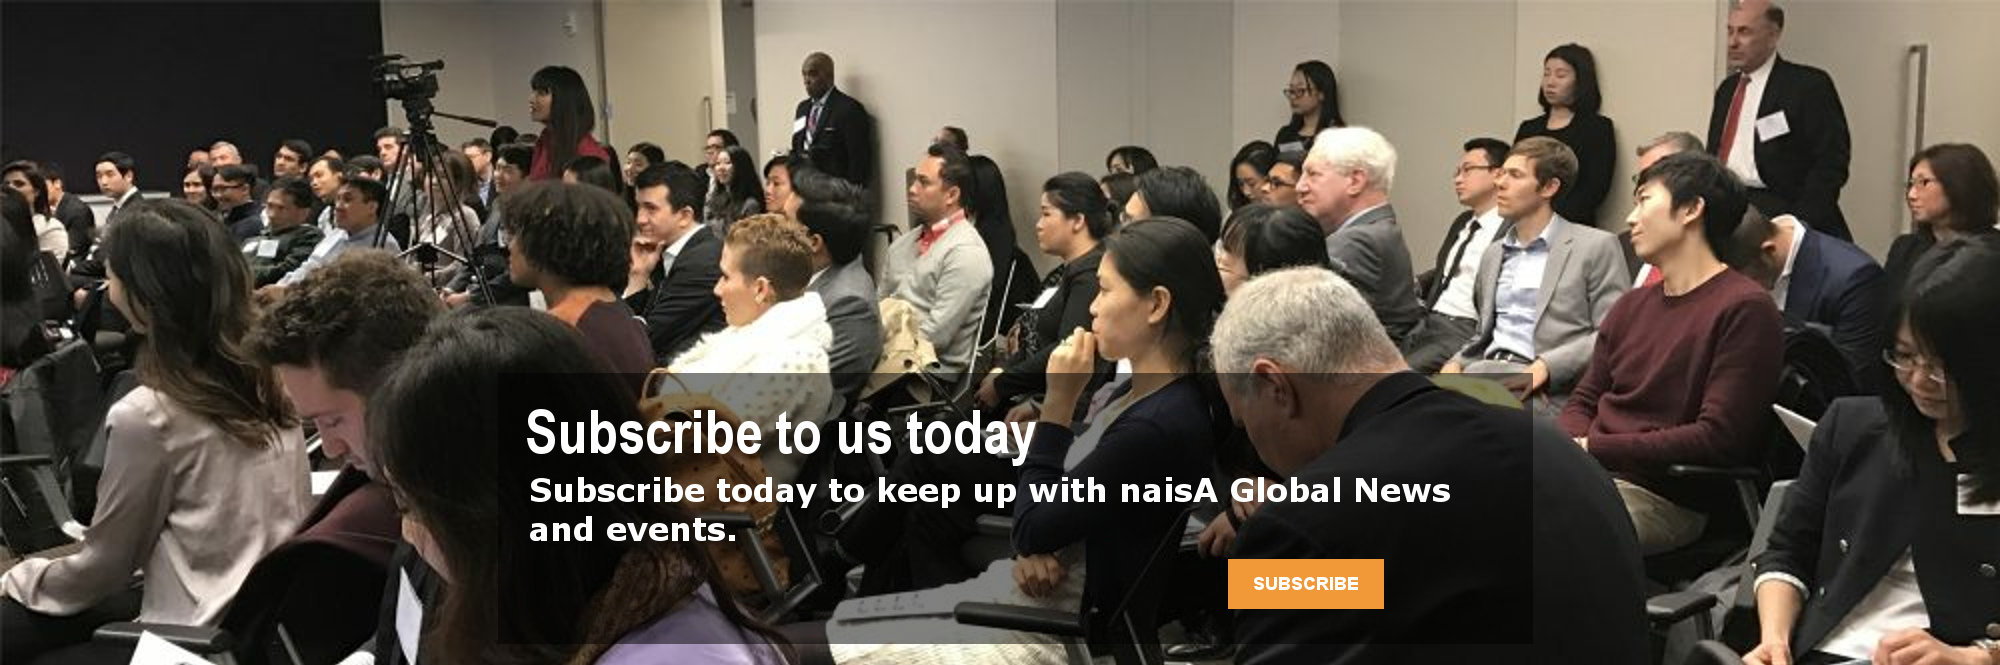 Subscribe to us today
Subscribe today to keep up with naisA Global News
and events.
SUBSCRIBE